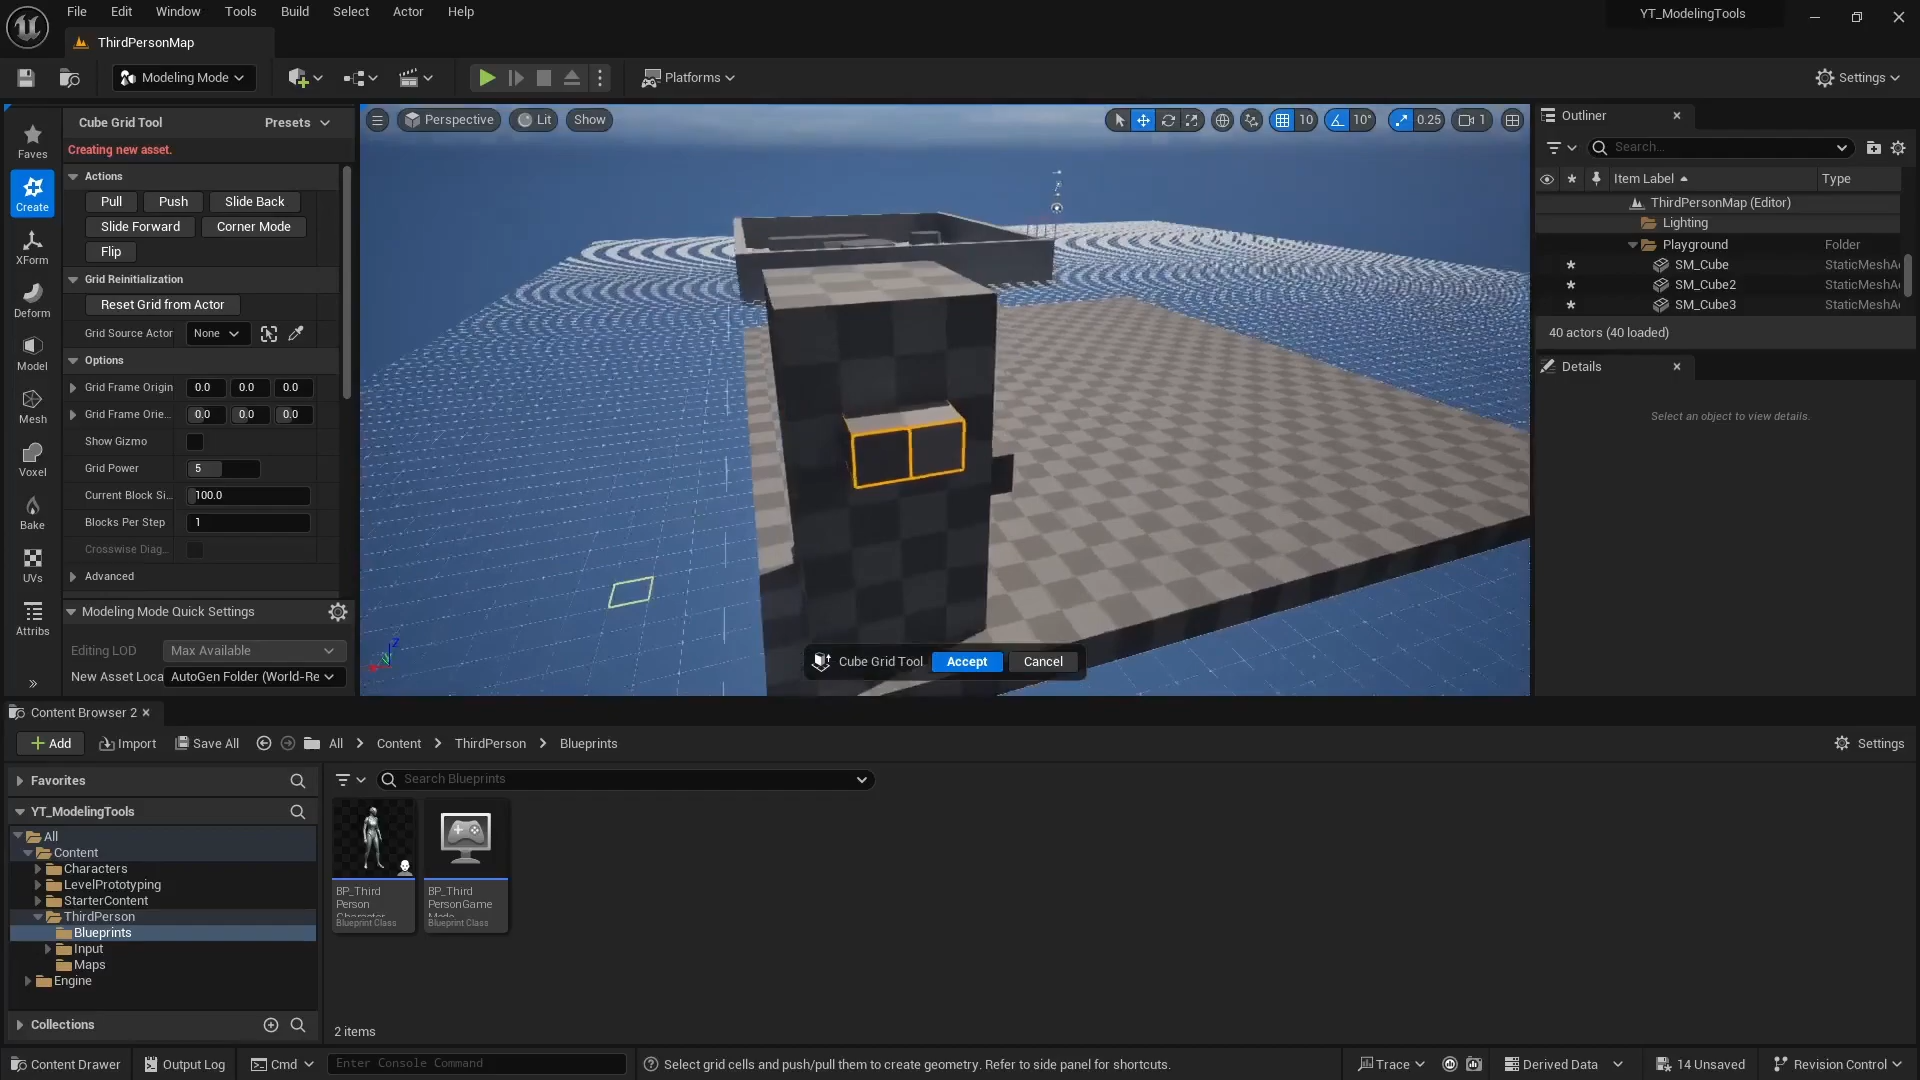 File Edit Window Tools Build Select Actor Help
YT_ModelingTools
ThirdPersonMap
Modeling Mode
Platforms
Settings
Cube Grid Tool
Presets
Creating new asset.
Faves
Create
XForm
Deform
Model
Mesh
Voxel
Bake
UVs
Attribs
Actions
Pull Push Slide Back
Slide Forward Corner Mode
Flip
Grid Reinitialization
Reset Grid from Actor
Grid Source Actor None
Options
Grid Frame Origin 0.0 0.0 0.0
Grid Frame Orie... 0.0 0.0 0.0
Show Gizmo
Grid Power 5
Current Block Si... 100.0
Blocks Per Step 1
Crosswise Diag...
Advanced
Modeling Mode Quick Settings
Editing LOD Max Available
New Asset Loca AutoGen Folder (World-Re
Perspective Lit Show
10 10° 0.25 1
Z
Cube Grid Tool Accept Cancel
Outliner
Search...
Item Label Type
ThirdPersonMap (Editor)
Lighting
Playground Folder
SM_Cube StaticMeshA
SM_Cube2 StaticMeshA
SM_Cube3 StaticMeshA
40 actors (40 loaded)
Details
Select an object to view details.
Content Browser 2
Add Import Save All All Content ThirdPerson Blueprints
Settings
Favorites
YT_ModelingTools
All
Content
Characters
LevelPrototyping
StarterContent
ThirdPerson
Blueprints
Input
Maps
Engine
Collections
Search Blueprints
BP_Third
Person
Character
Blueprint Class
BP_Third
PersonGame
Mode
Blueprint Class
2 items
Content Drawer Output Log Cmd Enter Console Command Select grid cells and push/pull them to create geometry. Refer to side panel for shortcuts. Trace Derived Data 14 Unsaved Revision Control